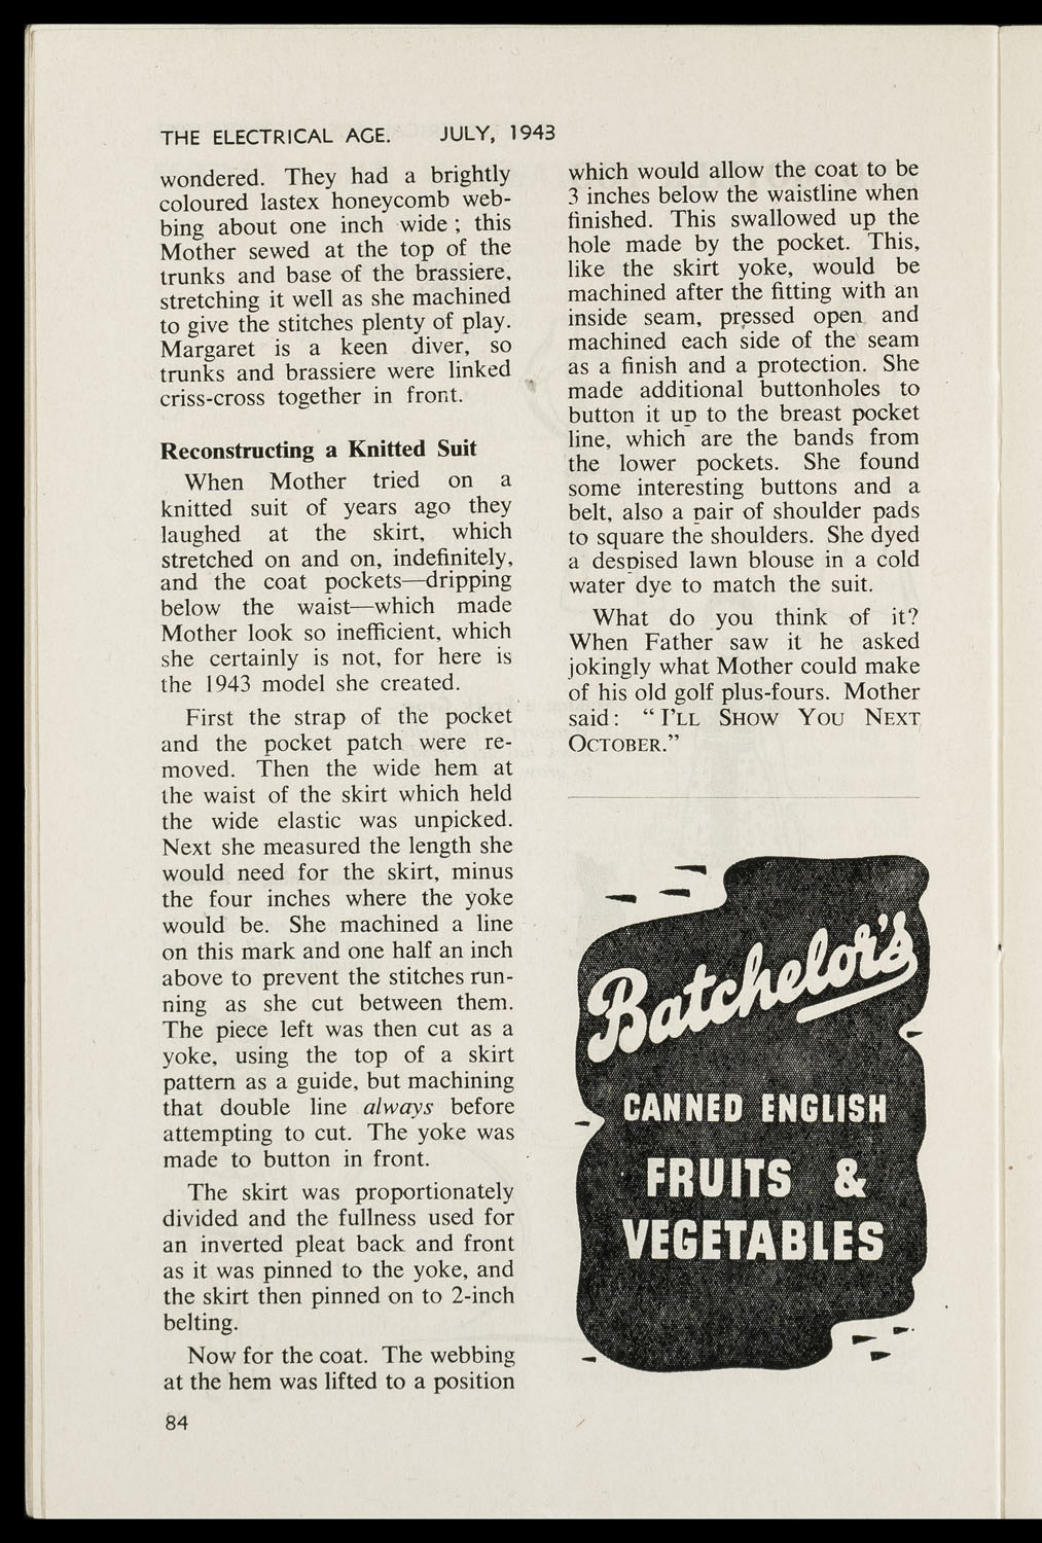 THE ELECTRICAL AGE. JULY, 1943
wondered. They had a brightly
coloured lastex honeycomb web-
bing about one inch wide ; this
Mother sewed at the top of the
trunks and base of the brassiere,
stretching it well as she machined
to give the stitches plenty of play.
Margaret is a keen diver, so
trunks and brassiere were linked
criss-cross together in front.
Reconstructing a Knitted Suit
When Mother tried on a
knitted suit of years ago they
laughed at the skirt, which
stretched on and on, indefinitely,
and the coat pockets—dripping
below the waist—which made
Mother look so inefficient, which
she certainly is not, for here is
the 1943 model she created.
First the strap of the pocket
and the pocket patch were re-
moved. Then the wide hem at
the waist of the skirt which held
the wide elastic was unpicked.
Next she measured the length she
would need for the skirt, minus
the four inches where the yoke
would be. She machined a line
on this mark and one half an inch
above to prevent the stitches run-
ning as she cut between them.
The piece left was then cut as a
yoke, using the top of a skirt
pattern as a guide, but machining
that double line always before
attempting to cut. The yoke was
made to button in front.
The skirt was proportionately
divided and the fullness used for
an inverted pleat back and front
as it was pinned to the yoke, and
the skirt then pinned on to 2-inch
belting.
Now for the coat. The webbing
at the hem was lifted to a position
84
which would allow the coat to be
3 inches below the waistline when
finished. This swallowed up the
hole made by the pocket. This,
like the skirt yoke, would be
machined after the fitting with an
inside seam, pressed open and
machined each side of the seam
as a finish and a protection. She
made additional buttonholes to
button it up to the breast pocket
line, which are the bands from
the lower pockets. She found
some interesting buttons and a
belt, also a pair of shoulder pads
to square the shoulders. She dyed
a despised lawn blouse in a cold
water dye to match the suit.
What do you think of it?
When Father saw it he asked
jokingly what Mother could make
of his old golf plus-fours. Mother
said: “I’LL SHOW YOU NEXT
OCTOBER.”
Batchelor's
CANNED ENGLISH
FRUITS &
VEGETABLES